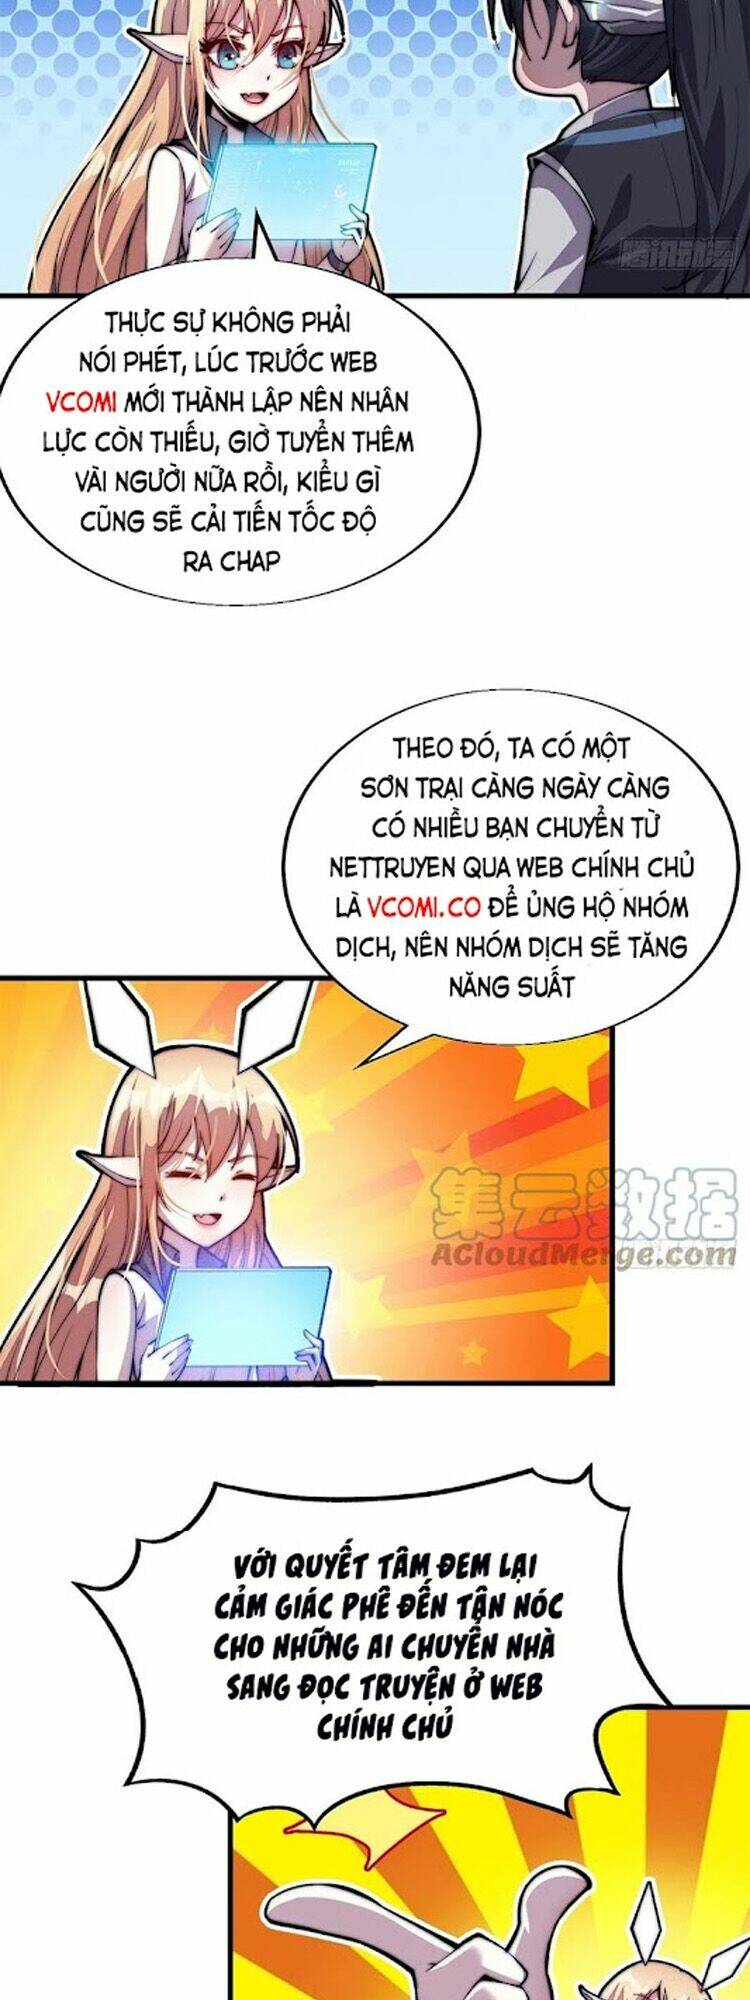 腾讯动漫
THỰC SỰ KHÔNG PHẢI
NÓI PHÉT, LÚC TRƯỚC WEB
VCOMI MỚI THÀNH LẬP NÊN NHÂN
LỰC CÒN THIẾU, GIỜ TUYỂN THÊM
VÀI NGƯỜI NỮA RỒI, KIỂU GÌ
CŨNG SẼ CẢI TIẾN TỐC ĐỘ
RA CHAP
THEO ĐÓ, TA CÓ MỘT
SƠN TRẠI CÀNG NGÀY CÀNG
CÓ NHIỀU BẠN CHUYỂN TỪ
NETTRUYEN QUA WEB CHÍNH CHỦ
LÀ VCOMI.CO ĐỂ ỦNG HỘ NHÓM
DỊCH, NÊN NHÓM DỊCH SẼ TĂNG
NĂNG SUẤT
集云数据
ACloudMerge.com
VỚI QUYẾT TÂM ĐEM LẠI
CẢM GIÁC PHÊ ĐẾN TẬN NÓC
CHO NHỮNG AI CHUYỂN NHÀ
SANG ĐỌC TRUYỆN Ở WEB
CHÍNH CHỦ